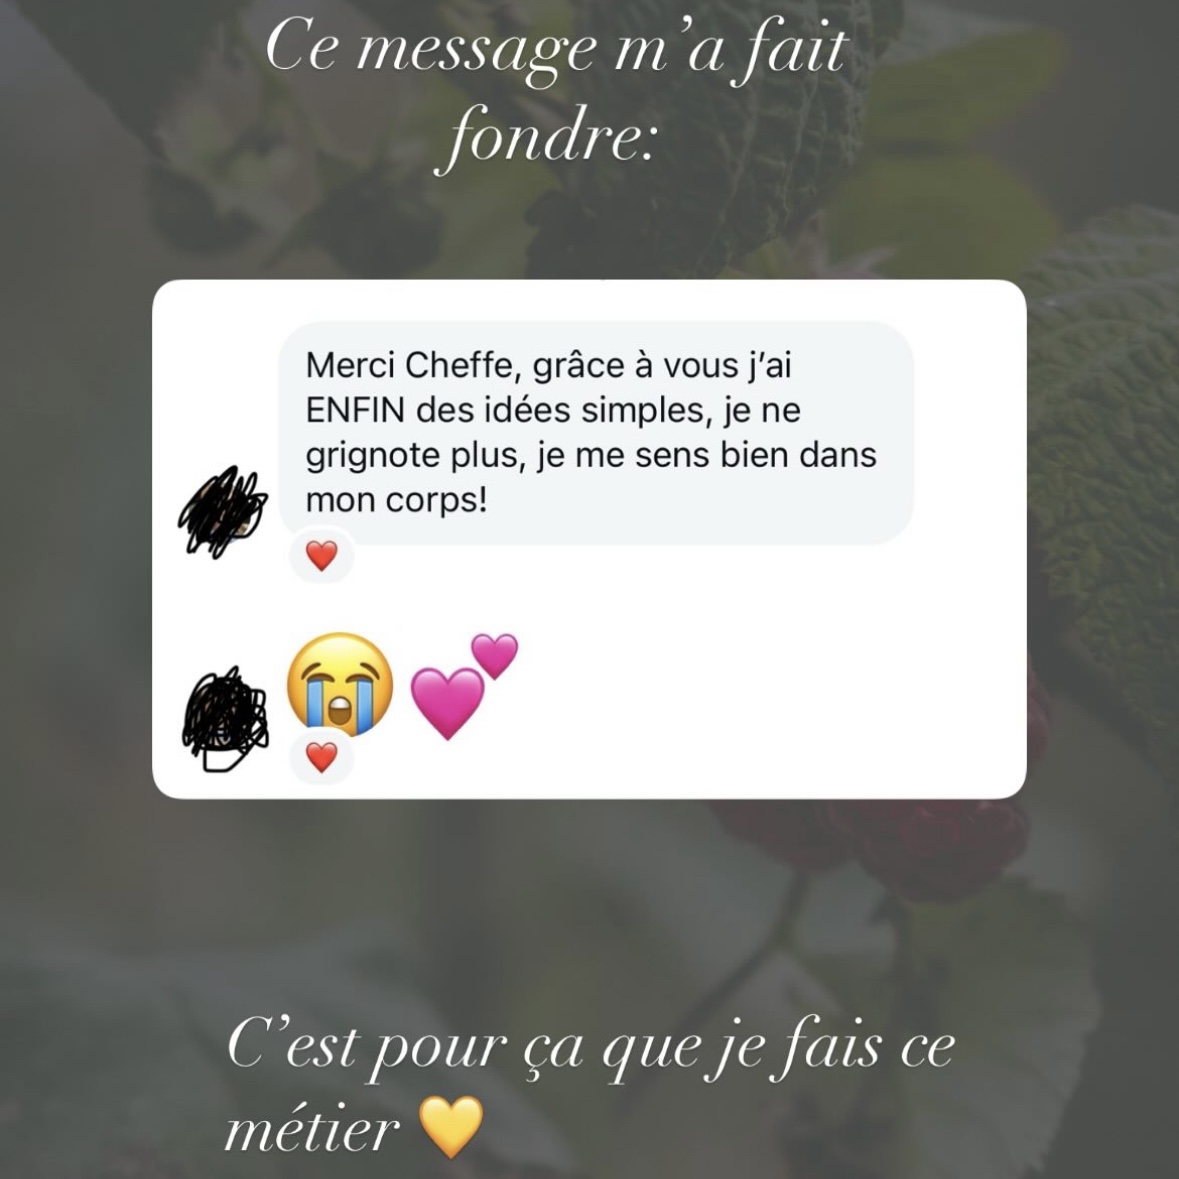 Ce message m’a fait
fondre:
Merci Cheffe, grâce à vous j’ai
ENFIN des idées simples, je ne
grignote plus, je me sens bien dans
mon corps!
C’est pour ça que je fais ce
métier 💛